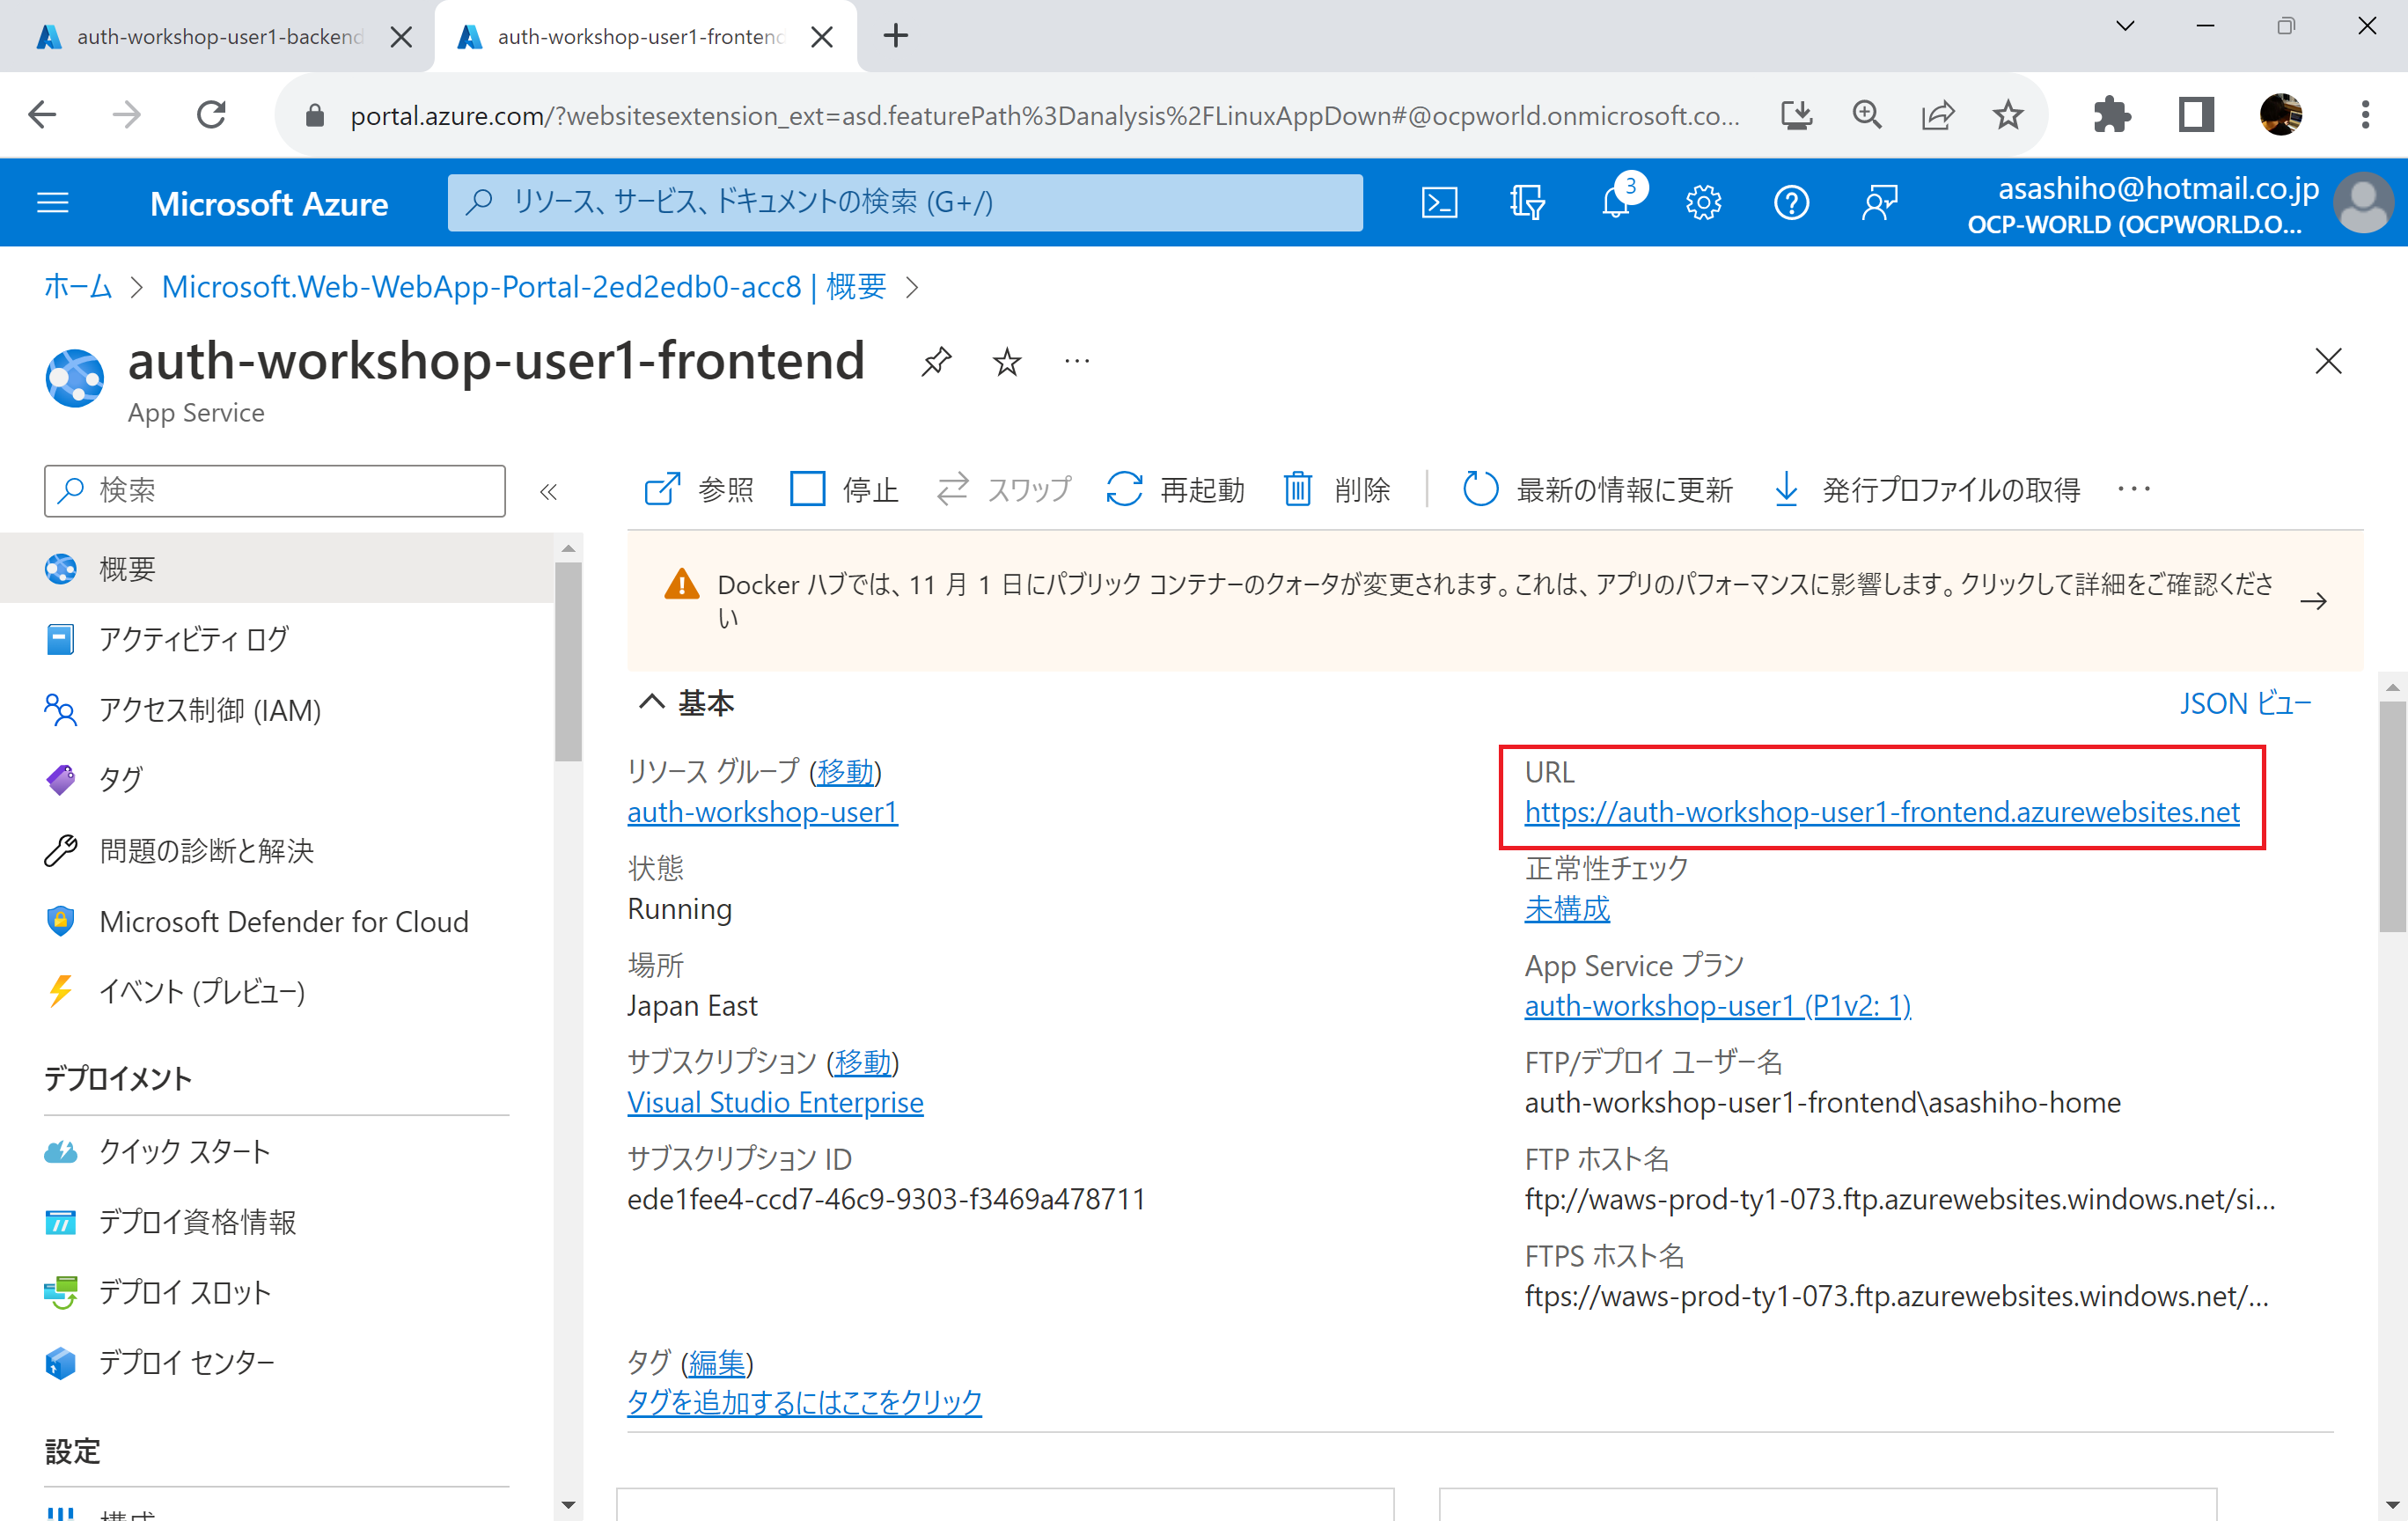 auth-workshop-user1-backend
auth-workshop-user1-frontend
portal.azure.com/?websitesextension_ext=asd.featurePath%3Danalysis%2FLinuxAppDown#@ocpworld.onmicrosoft.co...
Microsoft Azure
リソース、サービス、ドキュメントの検索 (G+/)
3
asashiho@hotmail.co.jp
OCP-WORLD (OCPWORLD.O...
ホーム > Microsoft.Web-WebApp-Portal-2ed2edb0-acc8 | 概要 >
auth-workshop-user1-frontend
App Service
検索
参照
停止
スワップ
再起動
削除
最新の情報に更新
発行プロファイルの取得
概要
アクティビティ ログ
アクセス制御 (IAM)
タグ
問題の診断と解決
Microsoft Defender for Cloud
イベント (プレビュー)
デプロイメント
クイック スタート
デプロイ資格情報
デプロイ スロット
デプロイ センター
設定
構成
Docker ハブでは、11 月 1 日にパブリック コンテナーのクォータが変更されます。これは、アプリのパフォーマンスに影響します。クリックして詳細をご確認くださ
い
基本
JSON ビュー
リソース グループ (移動)
auth-workshop-user1
状態
Running
場所
Japan East
サブスクリプション (移動)
Visual Studio Enterprise
サブスクリプション ID
ede1fee4-ccd7-46c9-9303-f3469a478711
URL
https://auth-workshop-user1-frontend.azurewebsites.net
正常性チェック
未構成
App Service プラン
auth-workshop-user1 (P1v2: 1)
FTP/デプロイ ユーザー名
auth-workshop-user1-frontend\asashiho-home
FTP ホスト名
ftp://waws-prod-ty1-073.ftp.azurewebsites.windows.net/si...
FTPS ホスト名
ftps://waws-prod-ty1-073.ftp.azurewebsites.windows.net/...
タグ (編集)
タグを追加するにはここをクリック